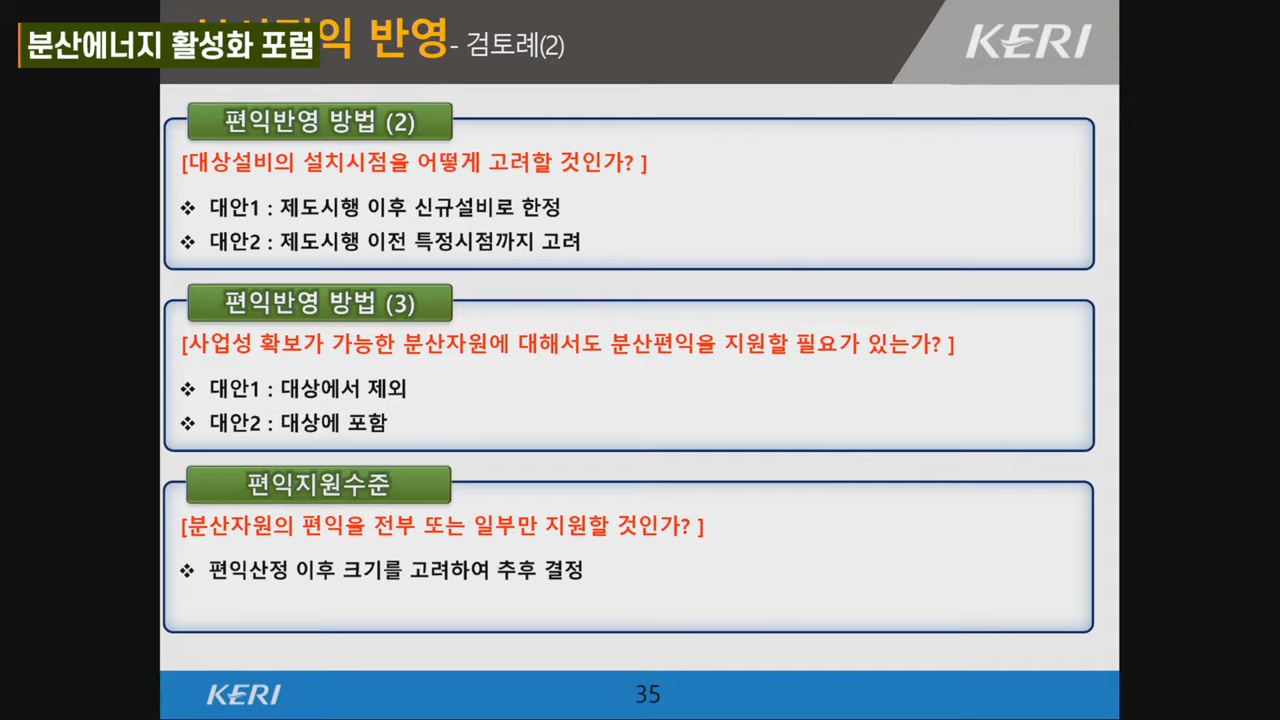 분산에너지 활성화 포럼
익 반영 - 검토례(2)
KERI
편익반영 방법 (2)
[대상설비의 설치시점을 어떻게 고려할 것인가? ]
❖ 대안1 : 제도시행 이후 신규설비로 한정
❖ 대안2 : 제도시행 이전 특정시점까지 고려
편익반영 방법 (3)
[사업성 확보가 가능한 분산자원에 대해서도 분산편익을 지원할 필요가 있는가? ]
❖ 대안1 : 대상에서 제외
❖ 대안2 : 대상에 포함
편익지원수준
[분산자원의 편익을 전부 또는 일부만 지원할 것인가? ]
❖ 편익산정 이후 크기를 고려하여 추후 결정
KERI
35